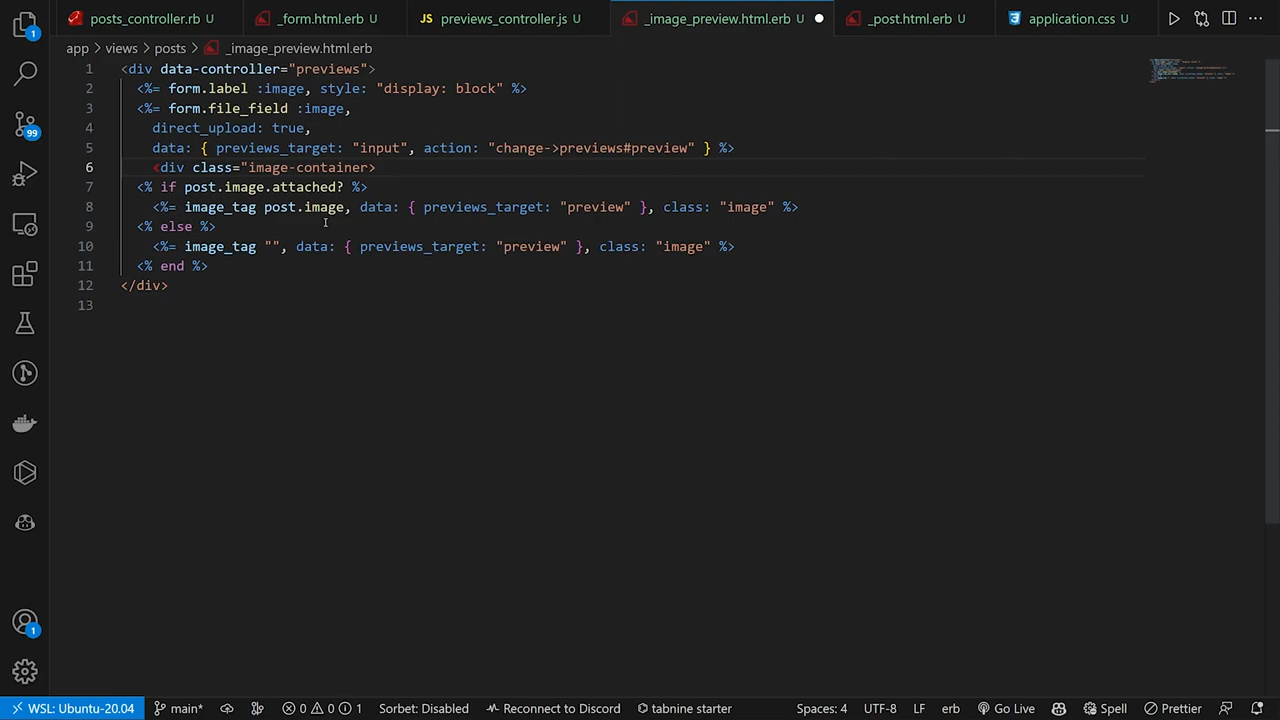 posts_controller.rb U
_form.html.erb U
JS previews_controller.js U
_image_preview.html.erb U
_post.html.erb U
application.css U
app > views > posts > _image_preview.html.erb
1 <div data-controller="previews">
2 <%= form.label :image, style: "display: block" %>
3 <%= form.file_field :image,
4 direct_upload: true,
5 data: { previews_target: "input", action: "change->previews#preview" } %>
6 <div class="image-container>
7 <% if post.image.attached? %>
8 <%= image_tag post.image, data: { previews_target: "preview" }, class: "image" %>
9 <% else %>
10 <%= image_tag "", data: { previews_target: "preview" }, class: "image" %>
11 <% end %>
12 </div>
13
1
99
1
WSL: Ubuntu-20.04 main* 0 0 1 Sorbet: Disabled Reconnect to Discord tabnine starter Spaces: 4 UTF-8 LF erb Go Live Spell Prettier